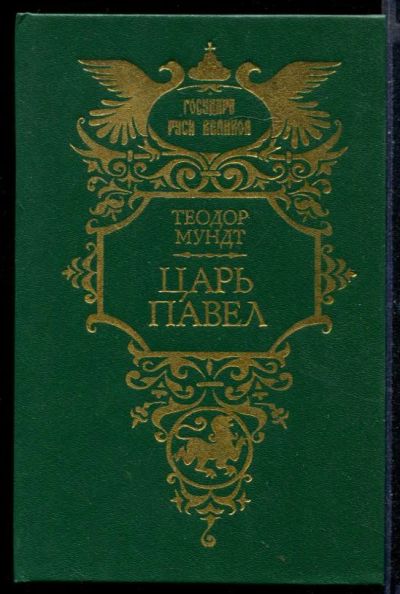 ГОСУДАРИ
РУСИ ВЕЛИКОЙ
ТЕОДОР
МУНДТ
ЦАРЬ
ПАВЕЛ